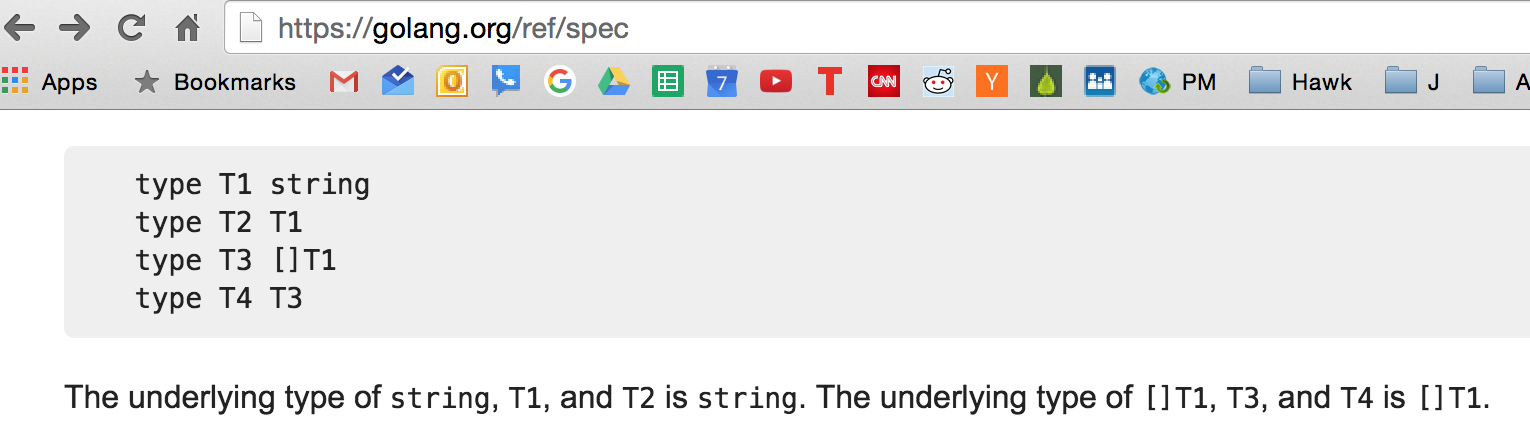 https://golang.org/ref/spec
Apps Bookmarks 7 T CNN Y PM Hawk J A
type T1 string
type T2 T1
type T3 []T1
type T4 T3
The underlying type of string, T1, and T2 is string. The underlying type of []T1, T3, and T4 is []T1.